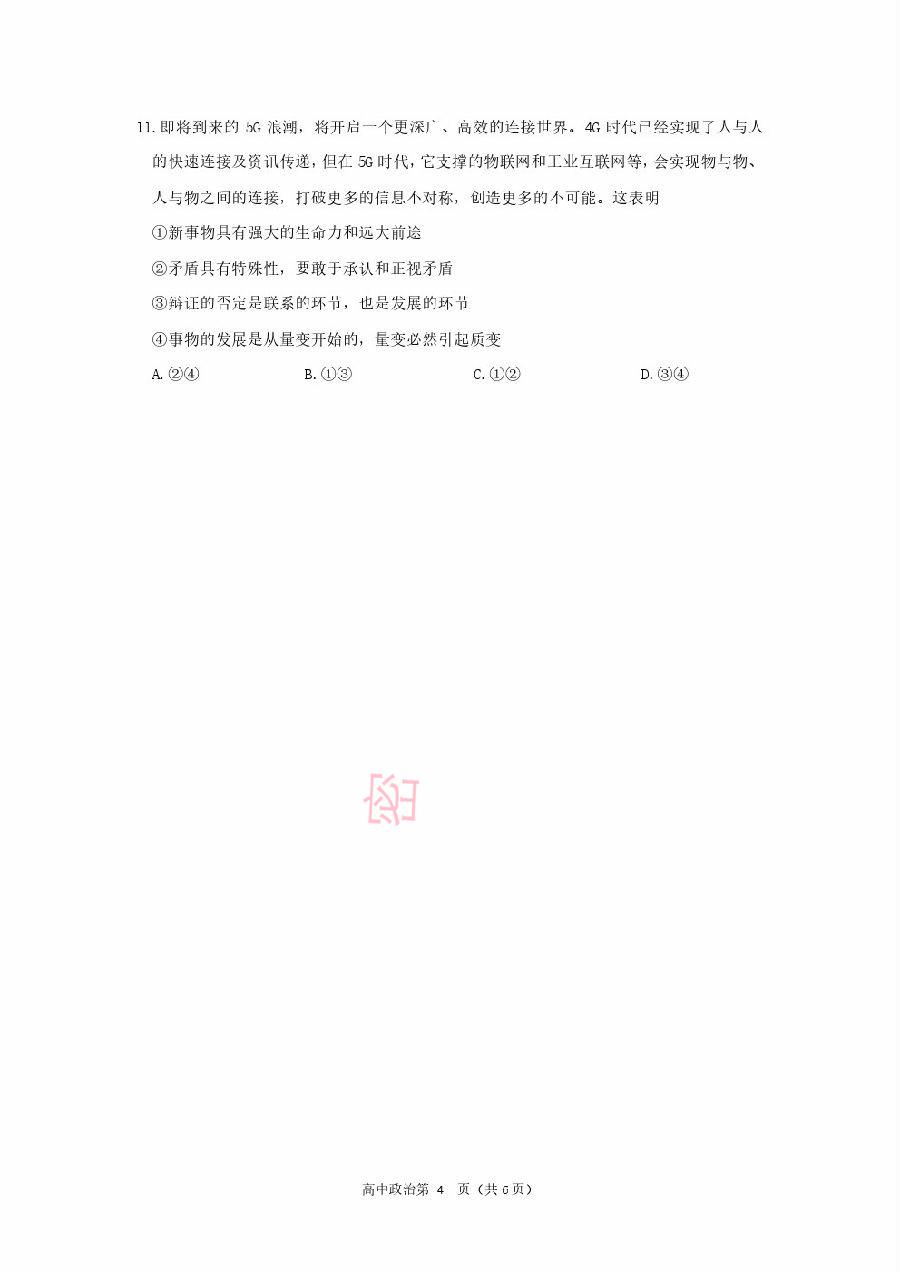 11. 即将到来的 5G 浪潮，将开启一个更深广、高效的连接世界。4G 时代已经实现了人与人
的快速连接及资讯传递，但在 5G 时代，它支撑的物联网和工业互联网等，会实现物与物、
人与物之间的连接，打破更多的信息不对称，创造更多的不可能。这表明
①新事物具有强大的生命力和远大前途
②矛盾具有特殊性，要敢于承认和正视矛盾
③辩证的否定是联系的环节，也是发展的环节
④事物的发展是从量变开始的，量变必然引起质变
A. ②④ B. ①③ C. ①② D. ③④
密
高中政治第 4 页（共 6 页）